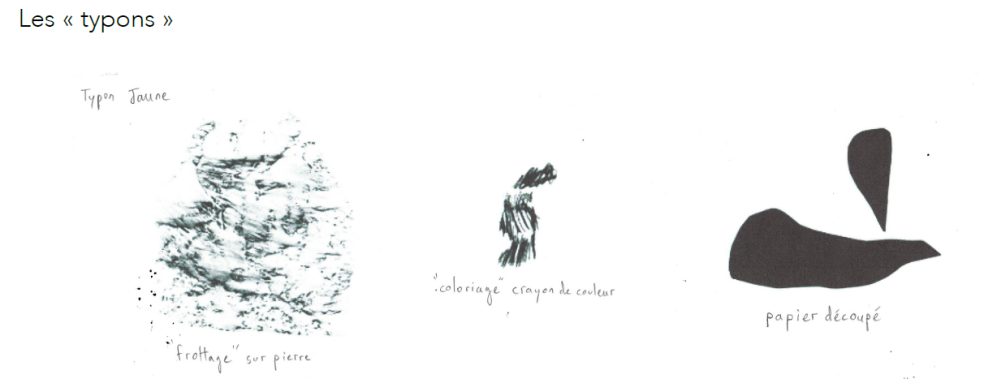 Les « typons »
Typon Jaune
"coloriage" crayon de couleur
papier découpé
"frottage" sur pierre